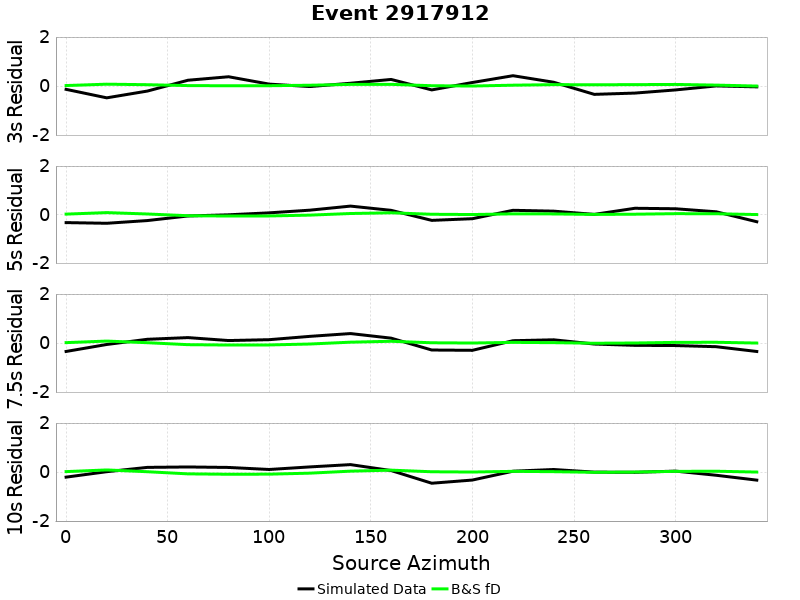 Event 2917912
3s Residual
2
0
-2
5s Residual
2
0
-2
7.5s Residual
2
0
-2
10s Residual
2
0
-2
0 50 100 150 200 250 300
Source Azimuth
Simulated Data B&S fD